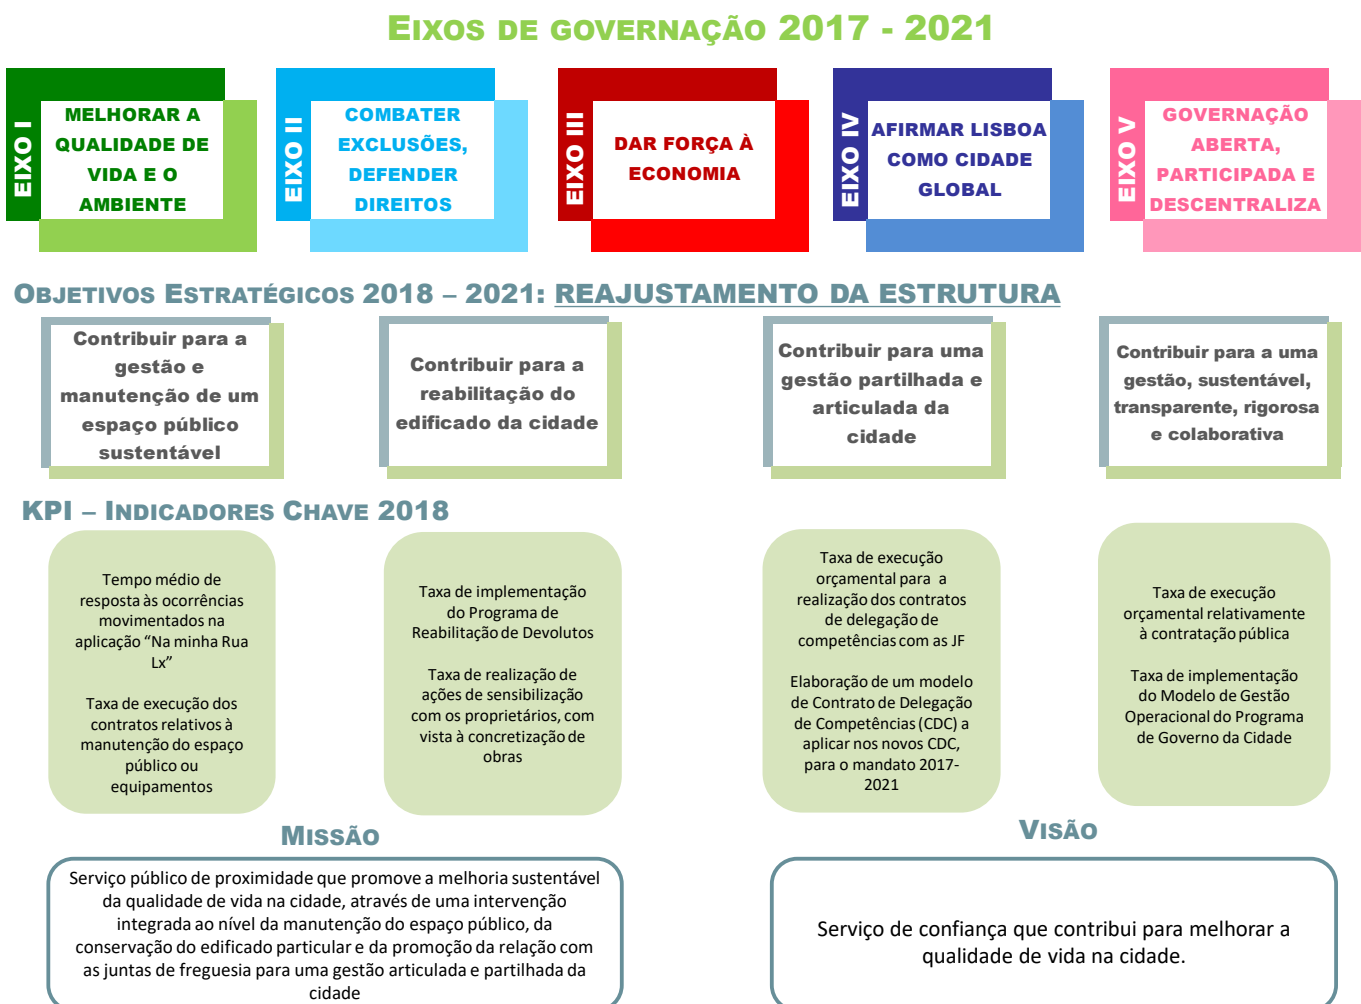 EIXOS DE GOVERNAÇÃO 2017 - 2021
EIXO I
MELHORAR A
QUALIDADE DE
VIDA E O
AMBIENTE
EIXO II
COMBATER
EXCLUSÕES,
DEFENDER
DIREITOS
EIXO III
DAR FORÇA À
ECONOMIA
EIXO IV
AFIRMAR LISBOA
COMO CIDADE
GLOBAL
EIXO V
GOVERNAÇÃO
ABERTA,
PARTICIPADA E
DESCENTRALIZA
OBJETIVOS ESTRATÉGICOS 2018 – 2021: REAJUSTAMENTO DA ESTRUTURA
Contribuir para a
gestão e
manutenção de um
espaço público
sustentável
Contribuir para a
reabilitação do
edificado da cidade
Contribuir para uma
gestão partilhada e
articulada da
cidade
Contribuir para a uma
gestão, sustentável,
transparente, rigorosa
e colaborativa
KPI – INDICADORES CHAVE 2018
Tempo médio de
resposta às ocorrências
movimentados na
aplicação “Na minha Rua
Lx”
Taxa de execução dos
contratos relativos à
manutenção do espaço
público ou
equipamentos
Taxa de implementação
do Programa de
Reabilitação de Devolutos
Taxa de realização de
ações de sensibilização
com os proprietários, com
vista à concretização de
obras
Taxa de execução
orçamental para a
realização dos contratos
de delegação de
competências com as JF
Elaboração de um modelo
de Contrato de Delegação
de Competências (CDC) a
aplicar nos novos CDC,
para o mandato 2017-
2021
Taxa de execução
orçamental relativamente
à contratação pública
Taxa de implementação
do Modelo de Gestão
Operacional do Programa
de Governo da Cidade
MISSÃO
Serviço público de proximidade que promove a melhoria sustentável
da qualidade de vida na cidade, através de uma intervenção
integrada ao nível da manutenção do espaço público, da
conservação do edificado particular e da promoção da relação com
as juntas de freguesia para uma gestão articulada e partilhada da
cidade
VISÃO
Serviço de confiança que contribui para melhorar a
qualidade de vida na cidade.